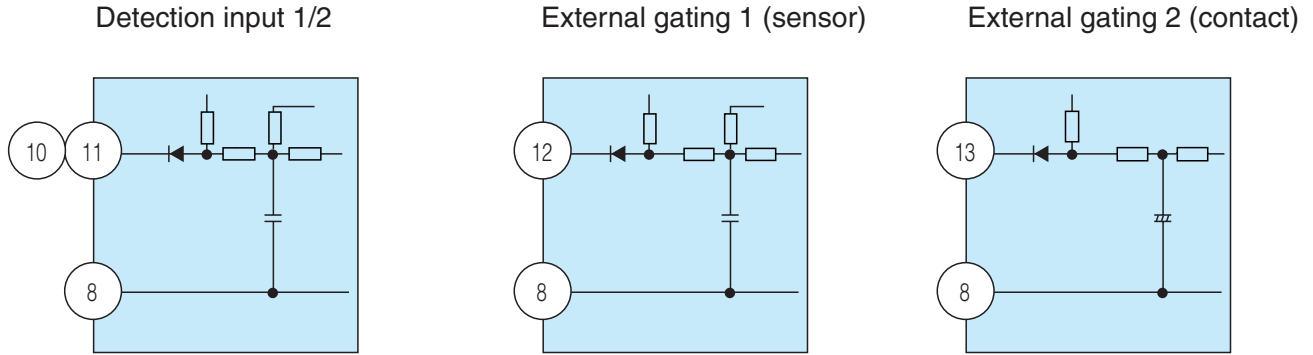 Detection input 1/2
External gating 1 (sensor)
External gating 2 (contact)
10
11
12
13
8
8
8